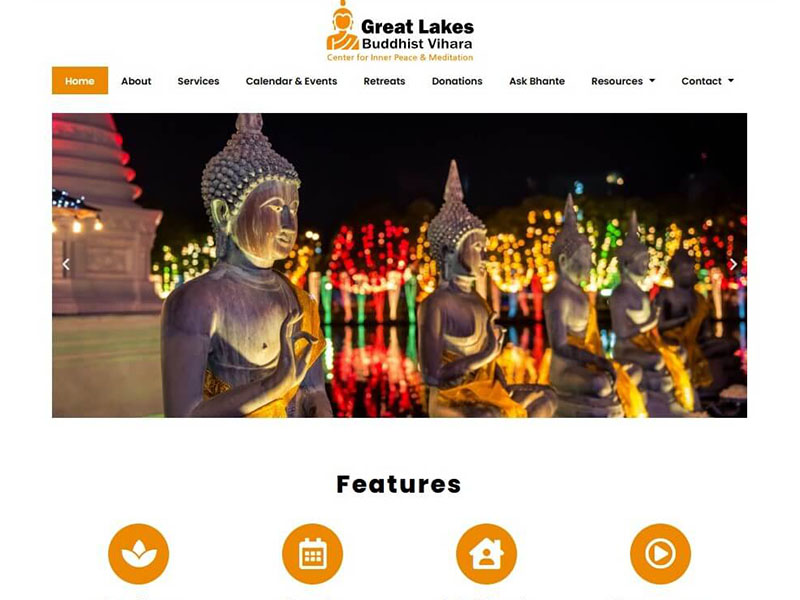 Great Lakes
Buddhist Vihara
Center for Inner Peace & Meditation
Home About Services Calendar & Events Retreats Donations Ask Bhante Resources Contact
Features